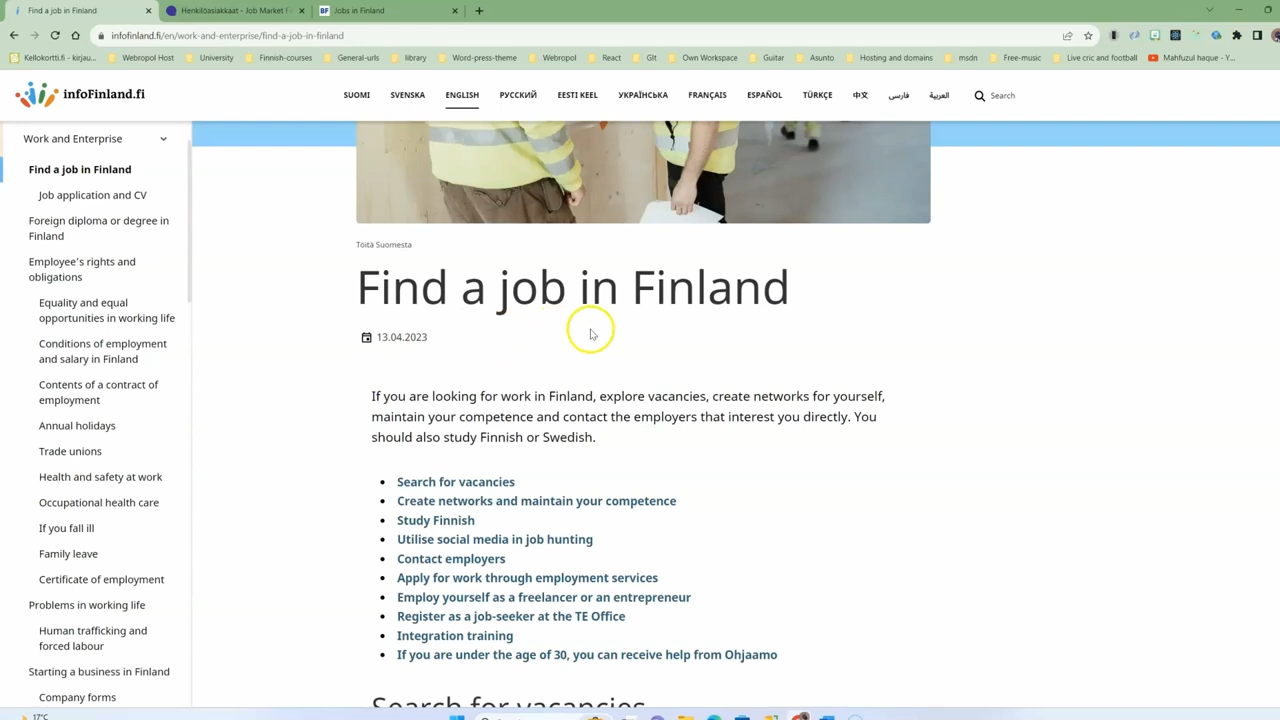 Find a job in Finland
Henkilöasiakkaat - Job Market F
BF Jobs in Finland
infofinland.fi/en/work-and-enterprise/find-a-job-in-finland
Kellokortti.fi - kirjau...
Webropol Host
University
Finnish-courses
General-urls
library
Word-press-theme
Webropol
React
GIt
Own Workspace
Guitar
Asunto
Hosting and domains
msdn
Free-music
Live cric and football
Mahfuzul haque - Y...
infoFinland.fi
SUOMI
SVENSKA
ENGLISH
РУССКИЙ
EESTI KEEL
УКРАЇНСЬКА
FRANÇAIS
ESPAÑOL
TÜRKÇE
中文
فارسی
العربية
Search
Work and Enterprise
Find a job in Finland
Job application and CV
Foreign diploma or degree in
Finland
Employee's rights and
obligations
Equality and equal
opportunities in working life
Conditions of employment
and salary in Finland
Contents of a contract of
employment
Annual holidays
Trade unions
Health and safety at work
Occupational health care
If you fall ill
Family leave
Certificate of employment
Problems in working life
Human trafficking and
forced labour
Starting a business in Finland
Company forms
Töitä Suomesta
Find a job in Finland
13.04.2023
If you are looking for work in Finland, explore vacancies, create networks for yourself,
maintain your competence and contact the employers that interest you directly. You
should also study Finnish or Swedish.
Search for vacancies
Create networks and maintain your competence
Study Finnish
Utilise social media in job hunting
Contact employers
Apply for work through employment services
Employ yourself as a freelancer or an entrepreneur
Register as a job-seeker at the TE Office
Integration training
If you are under the age of 30, you can receive help from Ohjaamo
Search for vacancies
17°C